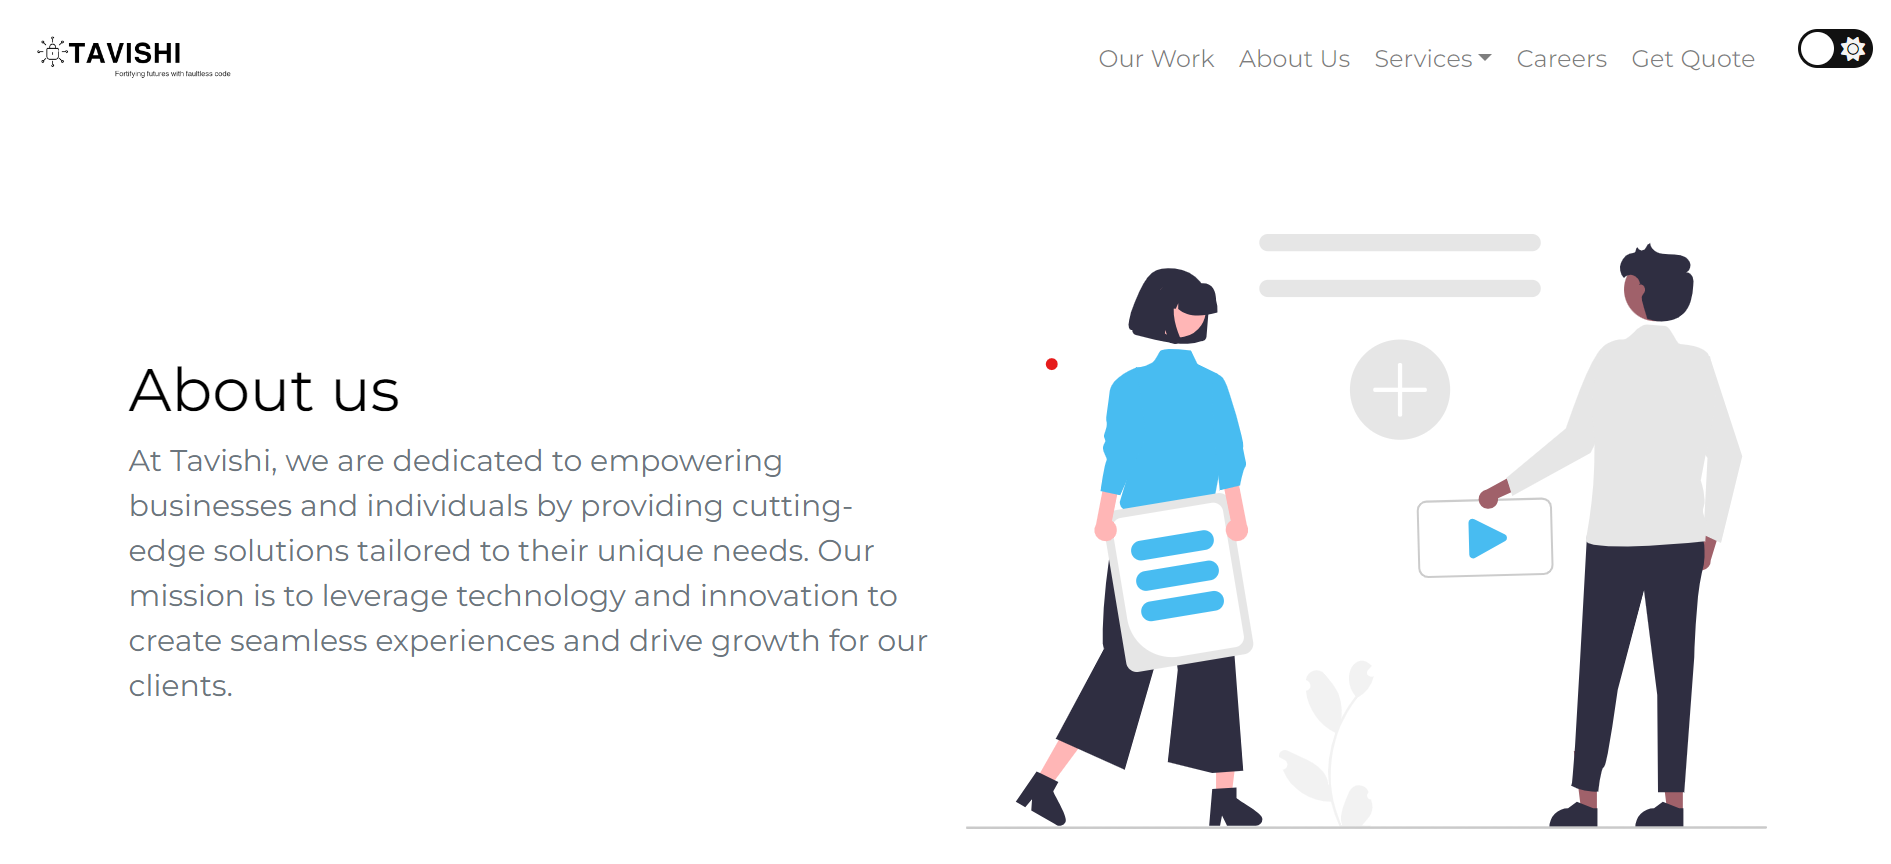 TAVISHI
Fortifying futures with faultless code
Our Work About Us Services Careers Get Quote
About us
At Tavishi, we are dedicated to empowering
businesses and individuals by providing cutting-
edge solutions tailored to their unique needs. Our
mission is to leverage technology and innovation to
create seamless experiences and drive growth for our
clients.